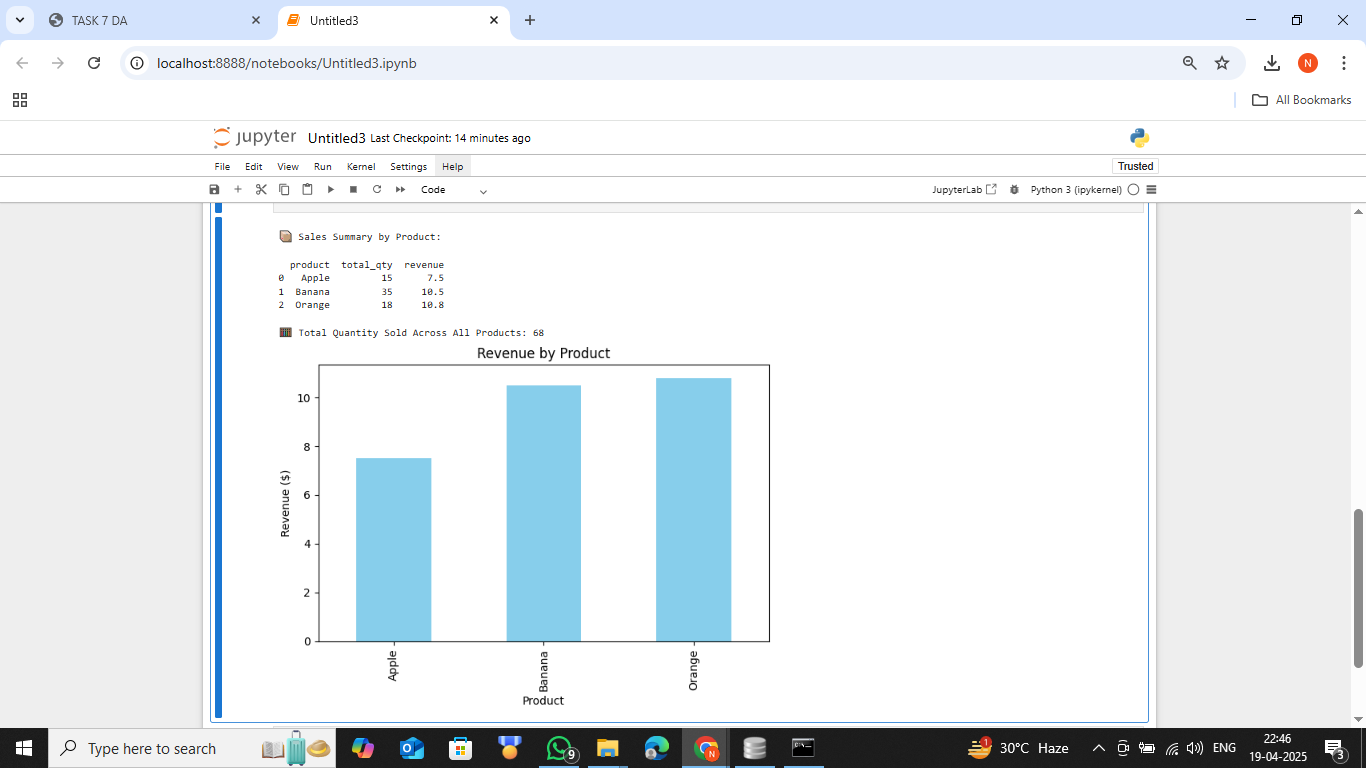 TASK 7 DA
Untitled3
localhost:8888/notebooks/Untitled3.ipynb
N
All Bookmarks
jupyter Untitled3 Last Checkpoint: 14 minutes ago
File Edit View Run Kernel Settings Help
Trusted
Code
JupyterLab Python 3 (ipykernel)
Sales Summary by Product:
product total_qty revenue
0 Apple 15 7.5
1 Banana 35 10.5
2 Orange 18 10.8
Total Quantity Sold Across All Products: 68
Revenue by Product
10
8
6
4
2
0
Revenue ($)
Apple
Banana
Orange
Product
Type here to search
9
N
1
30°C Haze
ENG
22:46
19-04-2025
3